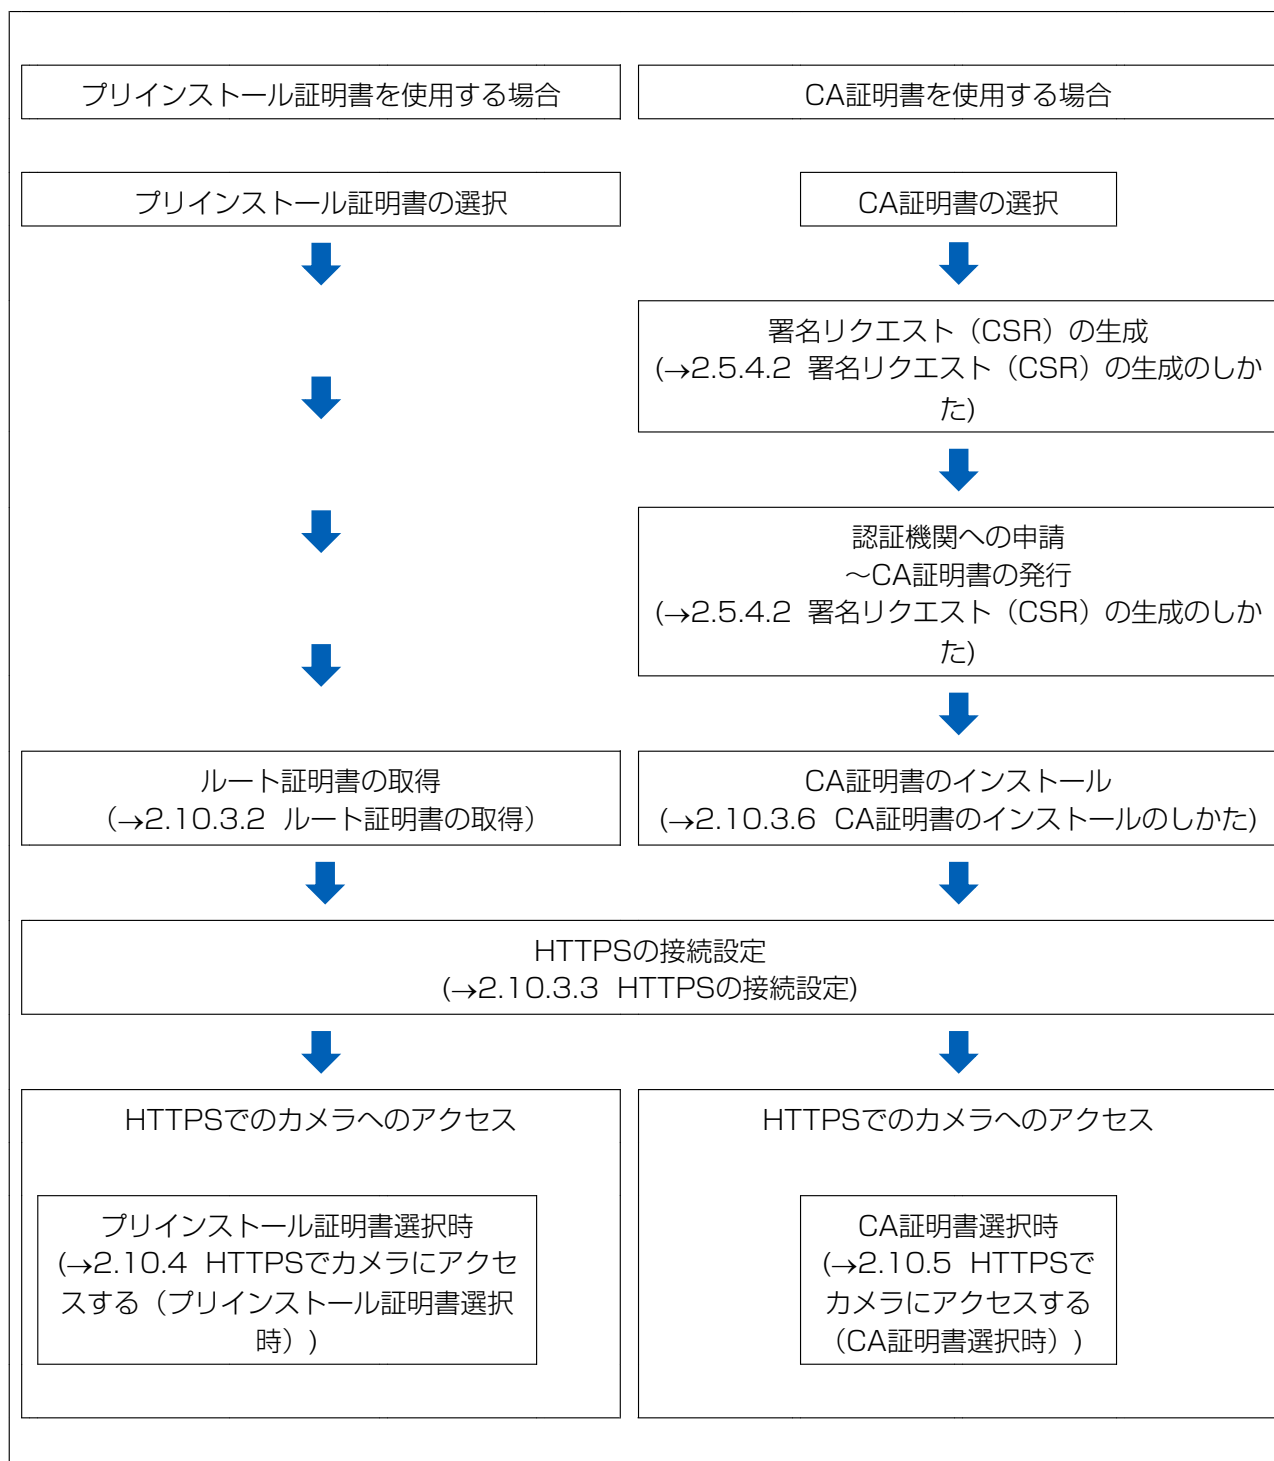 プリインストール証明書を使用する場合
CA証明書を使用する場合
プリインストール証明書の選択
CA証明書の選択
署名リクエスト（CSR）の生成
(→2.5.4.2 署名リクエスト（CSR）の生成のしか
た)
認証機関への申請
～CA証明書の発行
(→2.5.4.2 署名リクエスト（CSR）の生成のしか
た)
ルート証明書の取得
（→2.10.3.2 ルート証明書の取得）
CA証明書のインストール
(→2.10.3.6 CA証明書のインストールのしかた)
HTTPSの接続設定
(→2.10.3.3 HTTPSの接続設定)
HTTPSでのカメラへのアクセス
プリインストール証明書選択時
(→2.10.4 HTTPSでカメラにアクセ
スする（プリインストール証明書選択
時）)
HTTPSでのカメラへのアクセス
CA証明書選択時
(→2.10.5 HTTPSで
カメラにアクセスする
（CA証明書選択時）)